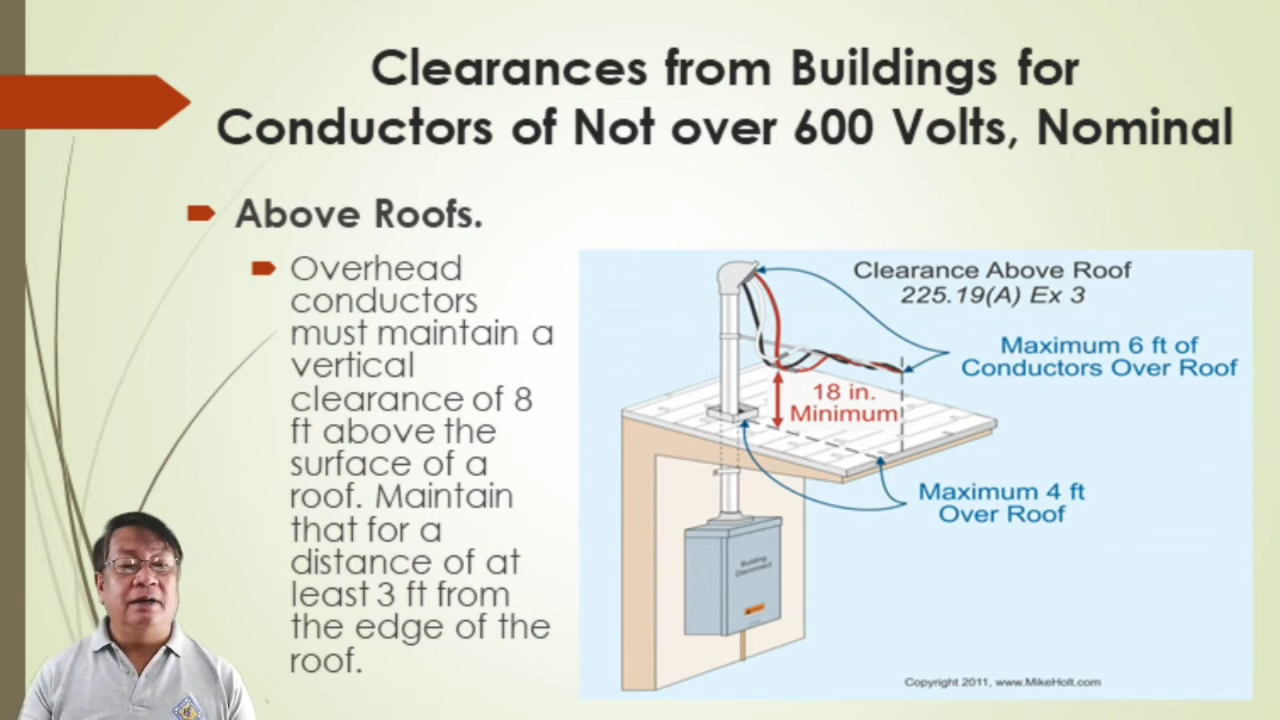 Clearances from Buildings for
Conductors of Not over 600 Volts, Nominal
Above Roofs.
Overhead
conductors
must maintain a
vertical
clearance of 8
ft above the
surface of a
roof. Maintain
that for a
distance of at
least 3 ft from
the edge of the
roof.
Clearance Above Roof
225.19(A) Ex 3
Maximum 6 ft of
Conductors Over Roof
18 in.
Minimum
Maximum 4 ft
Over Roof
Building
Disconnect
Copyright 2011, www.MikeHolt.com